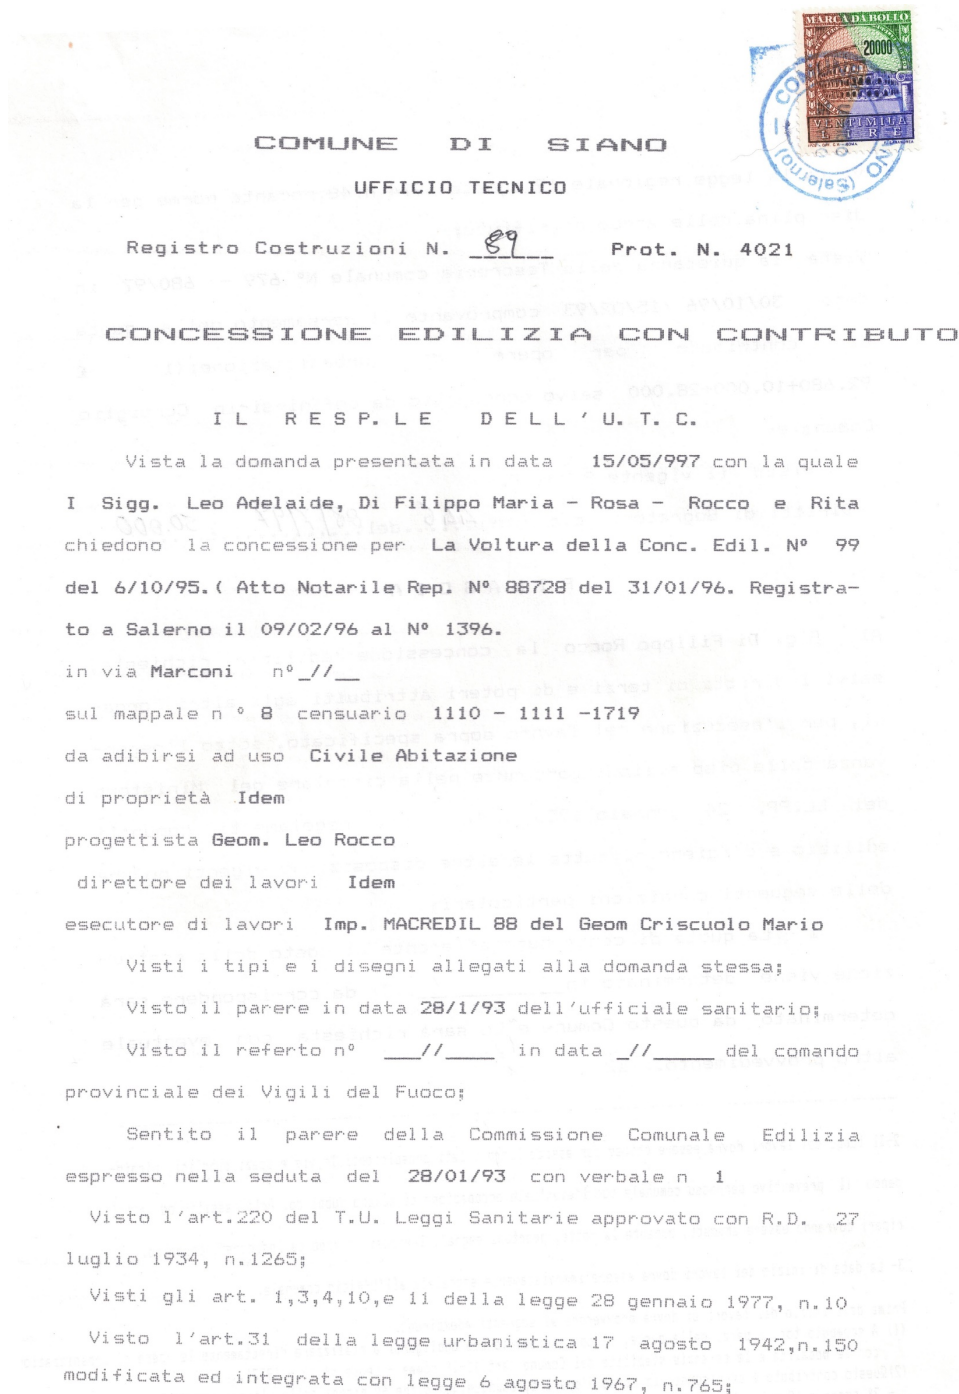 MARCA DA BOLLO
20000
VENTIMILA
LIRE
(Salerno)
COMUNE DI SIANO
UFFICIO TECNICO
Registro Costruzioni N. 89 Prot. N. 4021
CONCESSIONE EDILIZIA CON CONTRIBUTO
IL RESP.LE DELL'U.T.C.
Vista la domanda presentata in data 15/05/997 con la quale
I Sigg. Leo Adelaide, Di Filippo Maria - Rosa - Rocco e Rita
chiedono la concessione per La Voltura della Conc. Edil. Nº 99
del 6/10/95.( Atto Notarile Rep. Nº 88728 del 31/01/96. Registra-
to a Salerno il 09/02/96 al Nº 1396.
in via Marconi nº _//__
sul mappale n º 8 censuario 1110 - 1111 -1719
da adibirsi ad uso Civile Abitazione
di proprietà Idem
progettista Geom. Leo Rocco
direttore dei lavori Idem
esecutore di lavori Imp. MACREDIL 88 del Geom Criscuolo Mario
Visti i tipi e i disegni allegati alla domanda stessa;
Visto il parere in data 28/1/93 dell'ufficiale sanitario;
Visto il referto nº ___//____ in data _//_____ del comando
provinciale dei Vigili del Fuoco;
Sentito il parere della Commissione Comunale Edilizia
espresso nella seduta del 28/01/93 con verbale n 1
Visto l'art.220 del T.U. Leggi Sanitarie approvato con R.D. 27
luglio 1934, n.1265;
Visti gli art. 1,3,4,10,e 11 della legge 28 gennaio 1977, n.10
Visto l'art.31 della legge urbanistica 17 agosto 1942,n.150
modificata ed integrata con legge 6 agosto 1967, n.765;